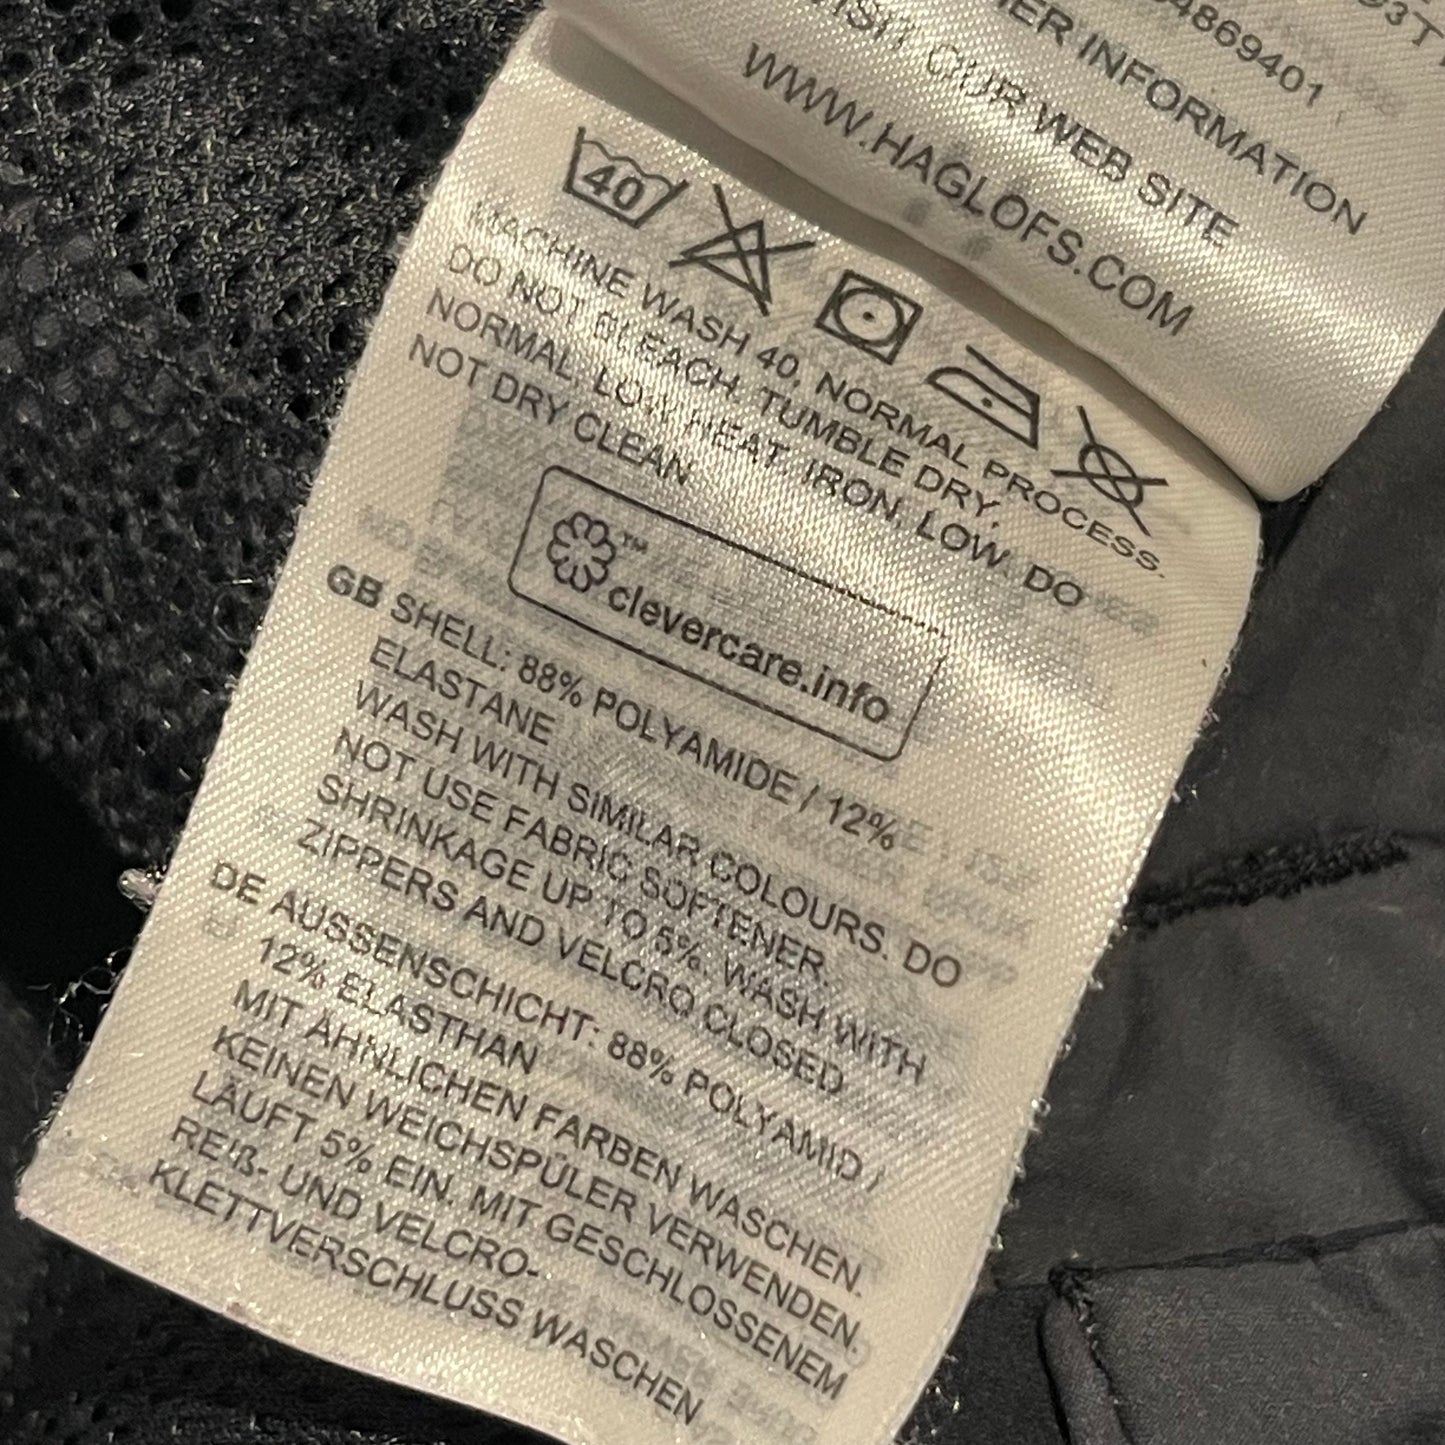 4869401
INFORMATION
VISIT OUR WEB SITE
WWW.HAGLOFS.COM
40
MACHINE WASH 40, NORMAL PROCESS.
DO NOT BLEACH, TUMBLE DRY,
NORMAL, LOW HEAT, IRON, LOW. DO
NOT DRY CLEAN
™
clevercare.info
GB SHELL: 88% POLYAMIDE / 12%
ELASTANE
WASH WITH SIMILAR COLOURS. DO
NOT USE FABRIC SOFTENER.
SHRINKAGE UP TO 5%. WASH WITH
ZIPPERS AND VELCRO CLOSED
DE AUSSENSCHICHT: 88% POLYAMID /
12% ELASTHAN
MIT ÄHNLICHEN FARBEN WASCHEN.
KEINEN WEICHSPÜLER VERWENDEN.
LÄUFT 5% EIN. MIT GESCHLOSSENEM
REIß- UND VELCRO-
KLETTVERSCHLUSS WASCHEN